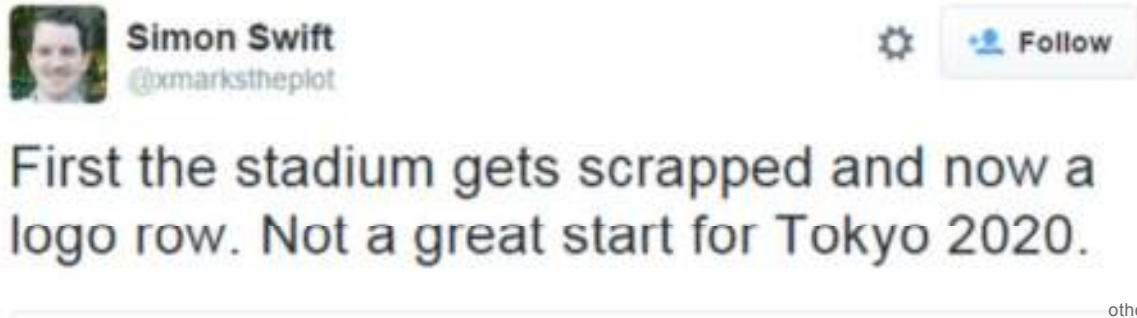 Simon Swift
@xmarkstheplot
Follow
First the stadium gets scrapped and now a
logo row. Not a great start for Tokyo 2020.
othe